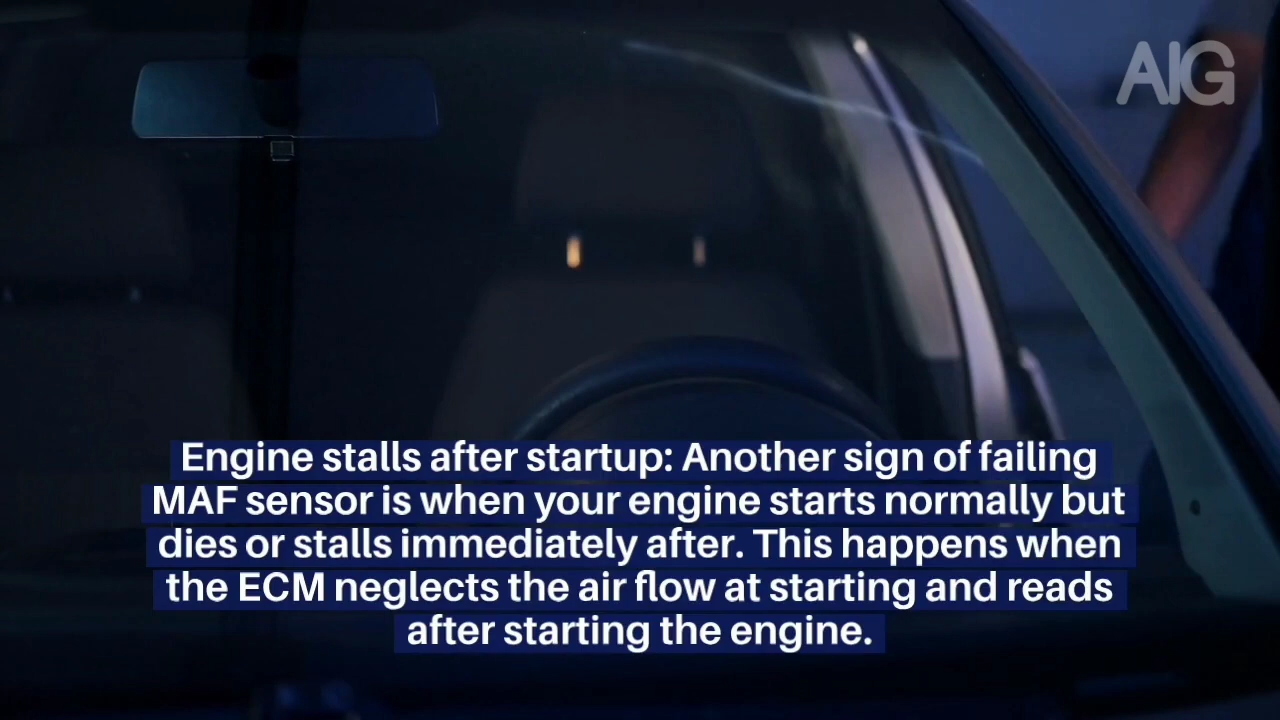 AIG
Engine stalls after startup: Another sign of failing
MAF sensor is when your engine starts normally but
dies or stalls immediately after. This happens when
the ECM neglects the air flow at starting and reads
after starting the engine.